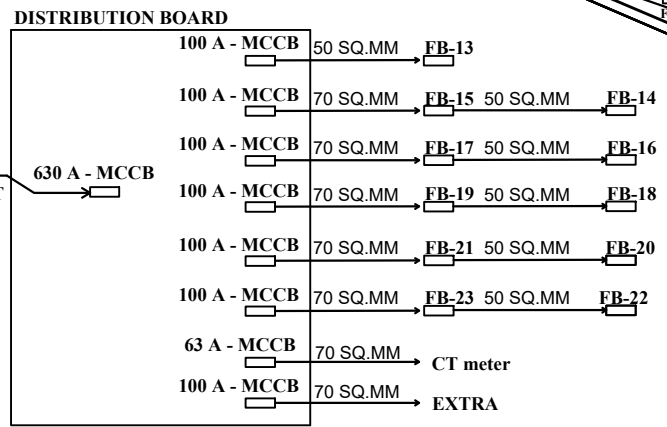 DISTRIBUTION BOARD
100 A - MCCB 50 SQ.MM FB-13
100 A - MCCB 70 SQ.MM FB-15 50 SQ.MM FB-14
100 A - MCCB 70 SQ.MM FB-17 50 SQ.MM FB-16
630 A - MCCB
100 A - MCCB 70 SQ.MM FB-19 50 SQ.MM FB-18
100 A - MCCB 70 SQ.MM FB-21 50 SQ.MM FB-20
100 A - MCCB 70 SQ.MM FB-23 50 SQ.MM FB-22
63 A - MCCB 70 SQ.MM CT meter
100 A - MCCB 70 SQ.MM EXTRA